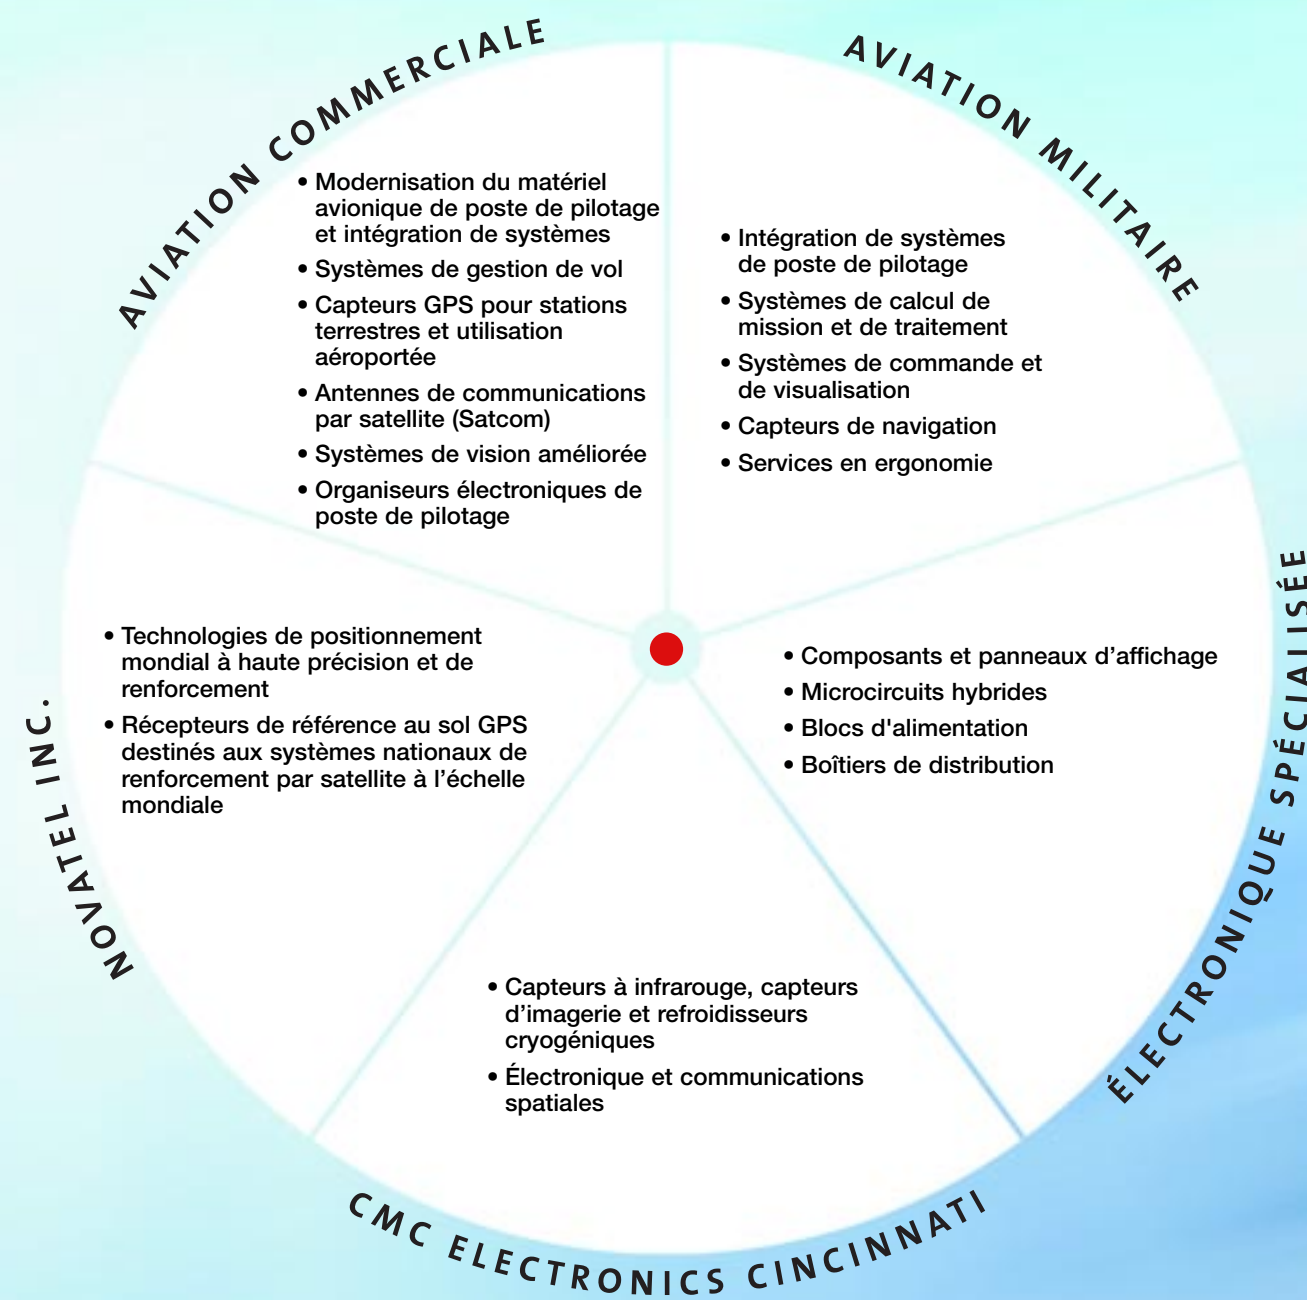 AVIATION COMMERCIALE
• Modernisation du matériel
avionique de poste de pilotage
et intégration de systèmes
• Systèmes de gestion de vol
• Capteurs GPS pour stations
terrestres et utilisation
aéroportée
• Antennes de communications
par satellite (Satcom)
• Systèmes de vision améliorée
• Organiseurs électroniques de
poste de pilotage
AVIATION MILITAIRE
• Intégration de systèmes
de poste de pilotage
• Systèmes de calcul de
mission et de traitement
• Systèmes de commande et
de visualisation
• Capteurs de navigation
• Services en ergonomie
ÉLECTRONIQUE SPÉCIALISÉE
• Composants et panneaux d’affichage
• Microcircuits hybrides
• Blocs d'alimentation
• Boîtiers de distribution
CMC ELECTRONICS CINCINNATI
• Capteurs à infrarouge, capteurs
d’imagerie et refroidisseurs
cryogéniques
• Électronique et communications
spatiales
NOVATEL INC.
• Technologies de positionnement
mondial à haute précision et de
renforcement
• Récepteurs de référence au sol GPS
destinés aux systèmes nationaux de
renforcement par satellite à l’échelle
mondiale